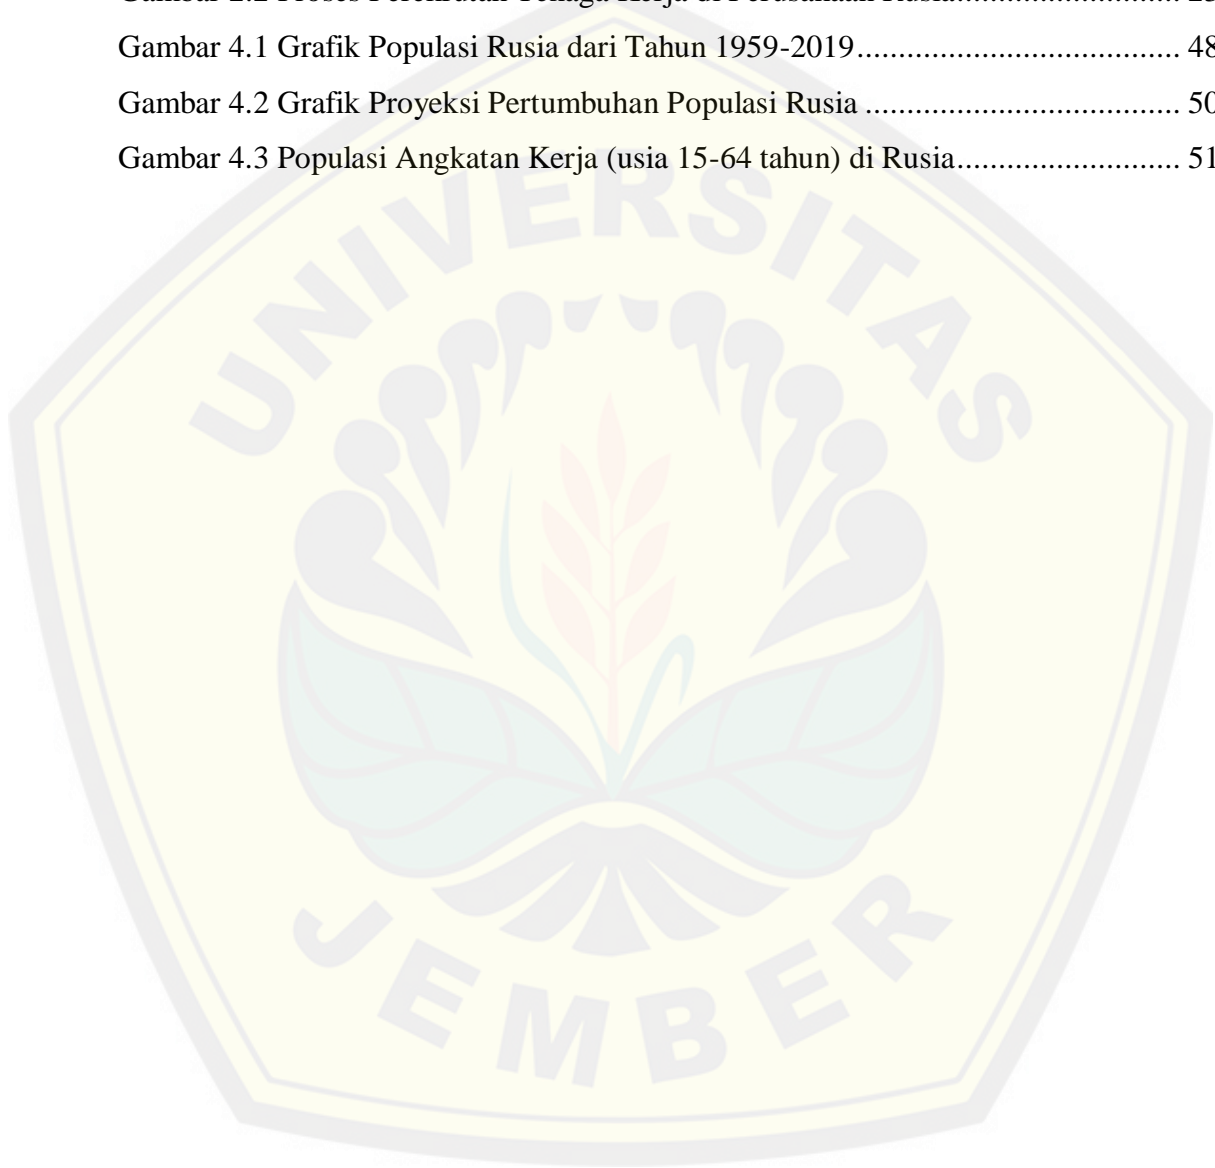 Gambar 4.1 Grafik Populasi Rusia dari Tahun 1959-2019........................................ 48
Gambar 4.2 Grafik Proyeksi Pertumbuhan Populasi Rusia ...................................... 50
Gambar 4.3 Populasi Angkatan Kerja (usia 15-64 tahun) di Rusia........................... 51
UNIVERSITAS
JEMBER